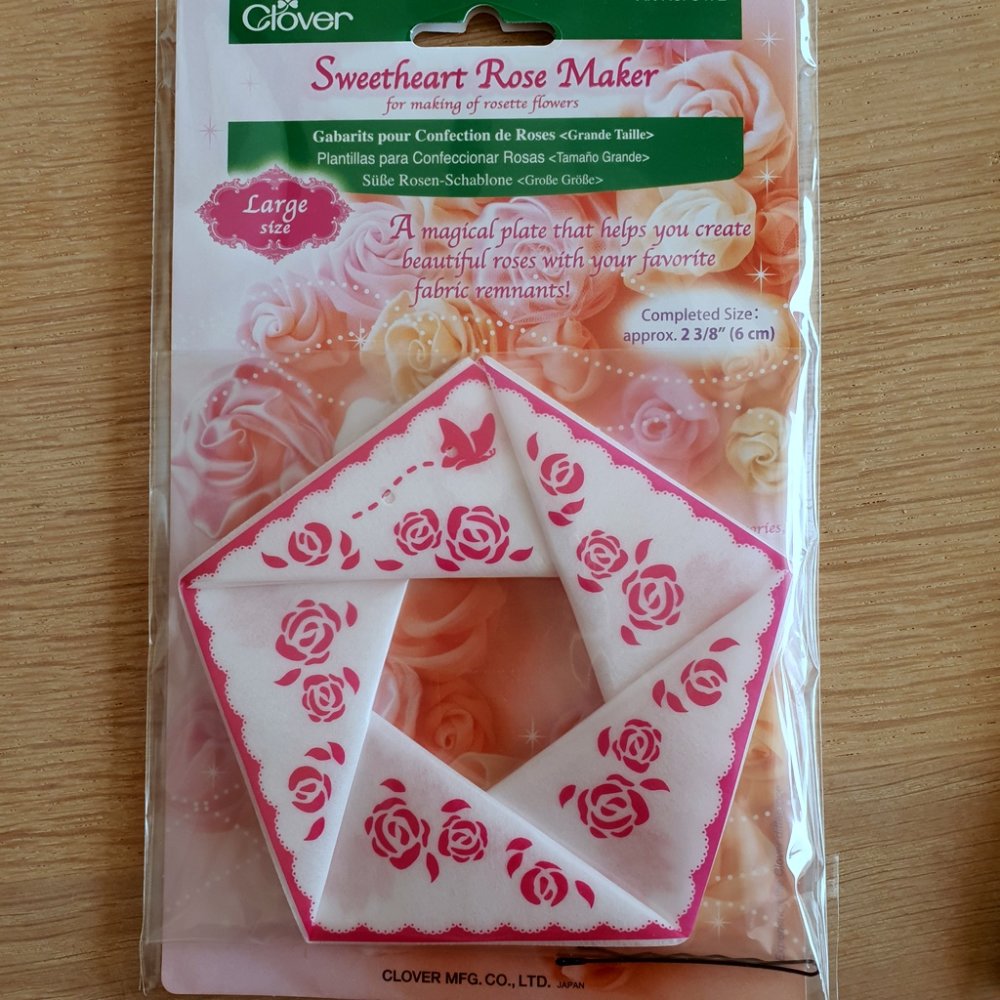 Clover
Sweetheart Rose Maker
for making of rosette flowers
Gabarits pour Confection de Roses <Grande Taille>
Plantillas para Confeccionar Rosas <Tamaño Grande>
Süße Rosen-Schablone <Große Größe>
Large
size
A magical plate that helps you create
beautiful roses with your favorite
fabric remnants!
Completed Size:
approx. 2 3/8" (6 cm)
CLOVER MFG. CO., LTD. JAPAN